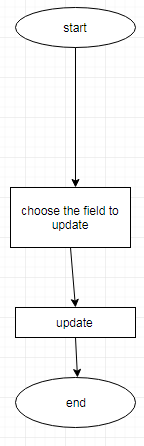 start
choose the field to
update
update
end